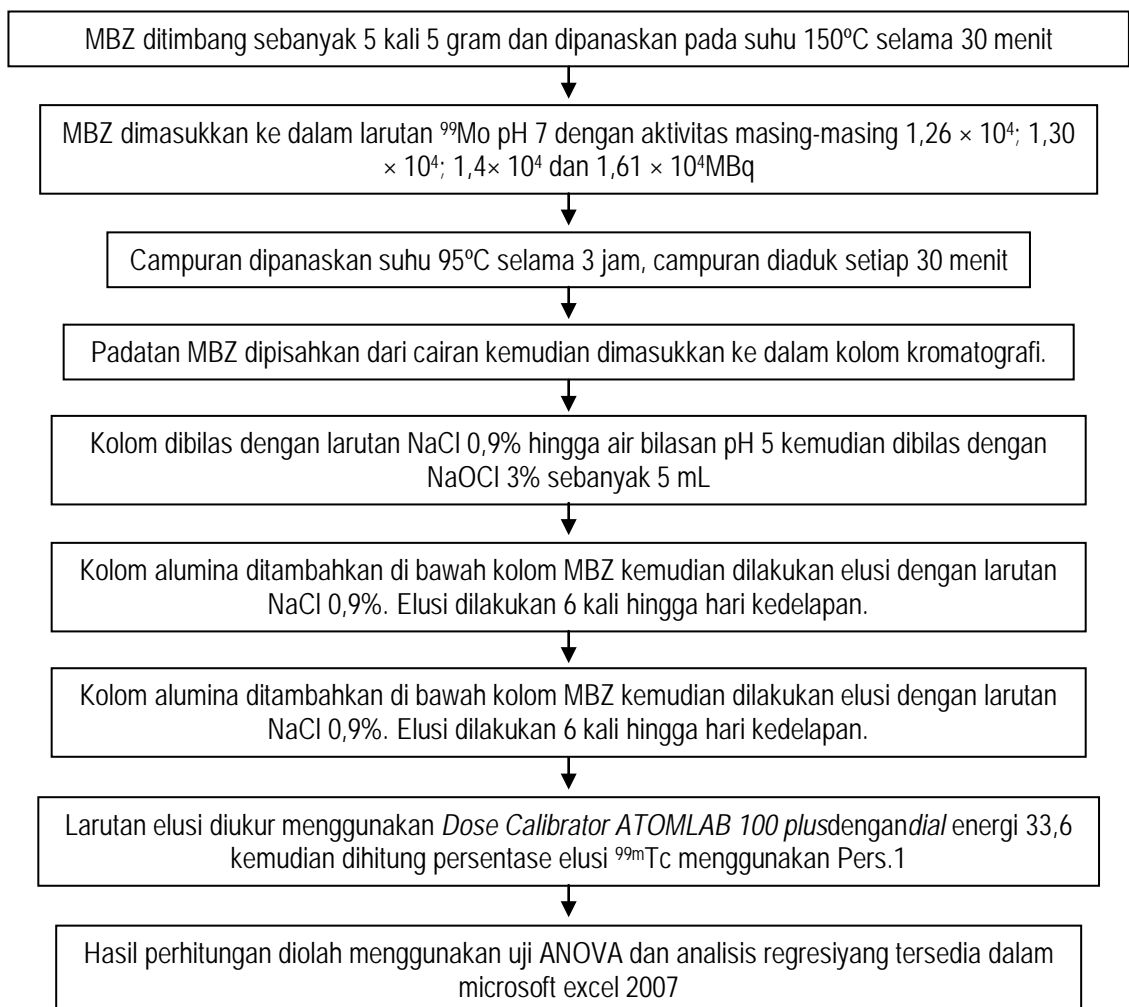 MBZ ditimbang sebanyak 5 kali 5 gram dan dipanaskan pada suhu 150ºC selama 30 menit
MBZ dimasukkan ke dalam larutan ⁹⁹Mo pH 7 dengan aktivitas masing-masing 1,26 × 10⁴; 1,30
× 10⁴; 1,4× 10⁴ dan 1,61 × 10⁴MBq
Campuran dipanaskan suhu 95ºC selama 3 jam, campuran diaduk setiap 30 menit
Padatan MBZ dipisahkan dari cairan kemudian dimasukkan ke dalam kolom kromatografi.
Kolom dibilas dengan larutan NaCl 0,9% hingga air bilasan pH 5 kemudian dibilas dengan
NaOCl 3% sebanyak 5 mL
Kolom alumina ditambahkan di bawah kolom MBZ kemudian dilakukan elusi dengan larutan
NaCl 0,9%. Elusi dilakukan 6 kali hingga hari kedelapan.
Kolom alumina ditambahkan di bawah kolom MBZ kemudian dilakukan elusi dengan larutan
NaCl 0,9%. Elusi dilakukan 6 kali hingga hari kedelapan.
Larutan elusi diukur menggunakan Dose Calibrator ATOMLAB 100 plusdengandial energi 33,6
kemudian dihitung persentase elusi ⁹⁹ᵐTc menggunakan Pers.1
Hasil perhitungan diolah menggunakan uji ANOVA dan analisis regresiyang tersedia dalam
microsoft excel 2007